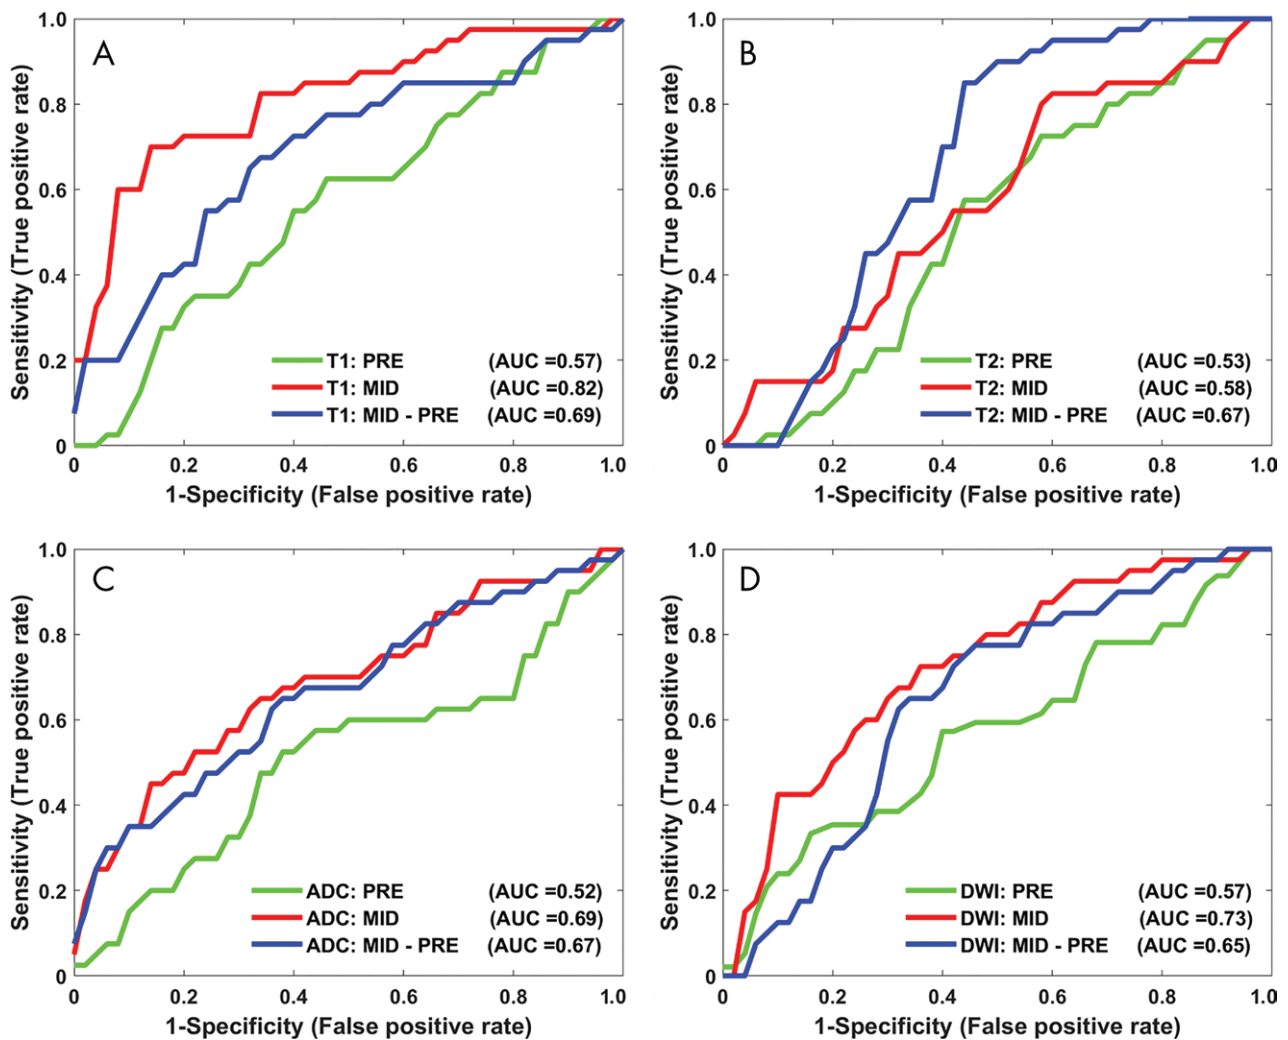 A
Sensitivity (True positive rate)
1.0
0.8
0.6
0.4
0.2
0
T1: PRE (AUC =0.57)
T1: MID (AUC =0.82)
T1: MID - PRE (AUC =0.69)
0 0.2 0.4 0.6 0.8 1.0
1-Specificity (False positive rate)
B
Sensitivity (True positive rate)
1.0
0.8
0.6
0.4
0.2
0
T2: PRE (AUC =0.53)
T2: MID (AUC =0.58)
T2: MID - PRE (AUC =0.67)
0 0.2 0.4 0.6 0.8 1.0
1-Specificity (False positive rate)
C
Sensitivity (True positive rate)
1.0
0.8
0.6
0.4
0.2
0
ADC: PRE (AUC =0.52)
ADC: MID (AUC =0.69)
ADC: MID - PRE (AUC =0.67)
0 0.2 0.4 0.6 0.8 1.0
1-Specificity (False positive rate)
D
Sensitivity (True positive rate)
1.0
0.8
0.6
0.4
0.2
0
DWI: PRE (AUC =0.57)
DWI: MID (AUC =0.73)
DWI: MID - PRE (AUC =0.65)
0 0.2 0.4 0.6 0.8 1.0
1-Specificity (False positive rate)